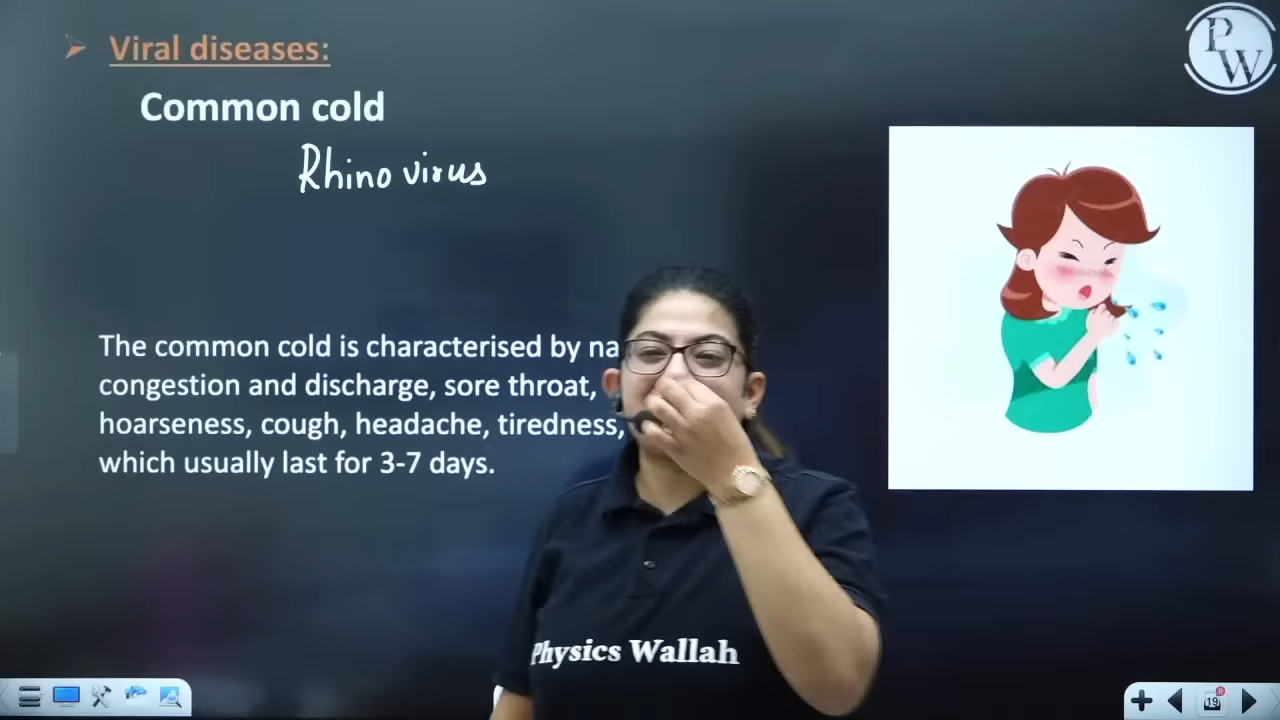 Viral diseases:
PW
Common cold
Rhino virus
The common cold is characterised by na
congestion and discharge, sore throat,
hoarseness, cough, headache, tiredness,
which usually last for 3-7 days.
Physics Wallah
19